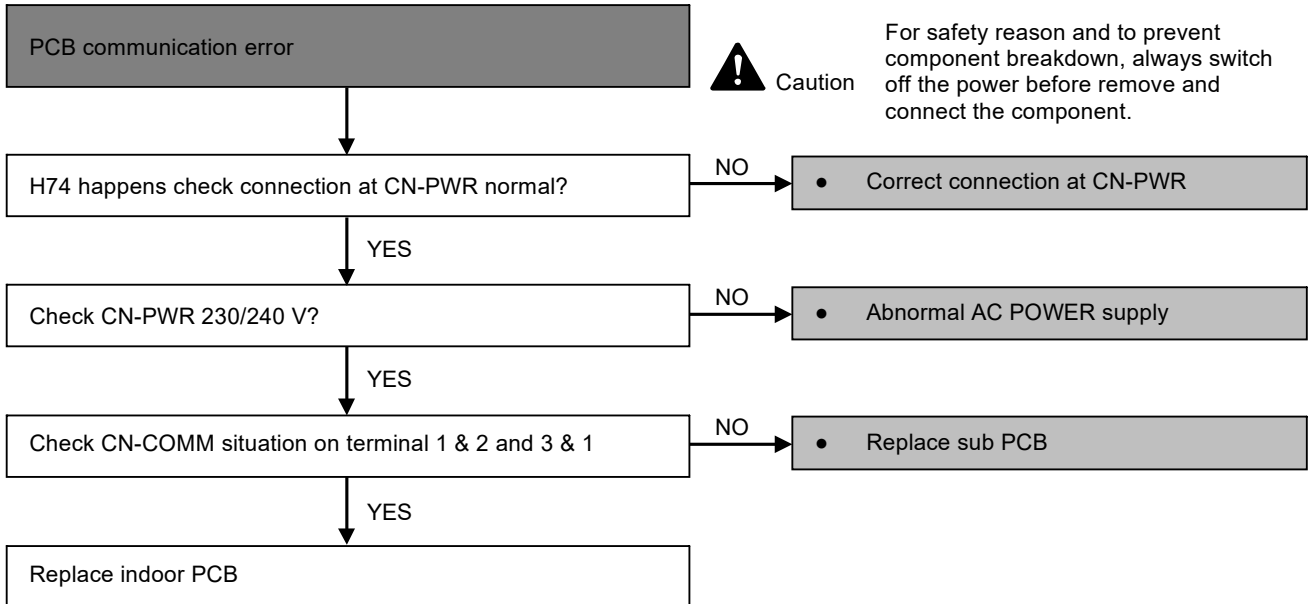 PCB communication error
Caution
For safety reason and to prevent
component breakdown, always switch
off the power before remove and
connect the component.
H74 happens check connection at CN-PWR normal?
NO
● Correct connection at CN-PWR
YES
Check CN-PWR 230/240 V?
NO
● Abnormal AC POWER supply
YES
Check CN-COMM situation on terminal 1 & 2 and 3 & 1
NO
● Replace sub PCB
YES
Replace indoor PCB